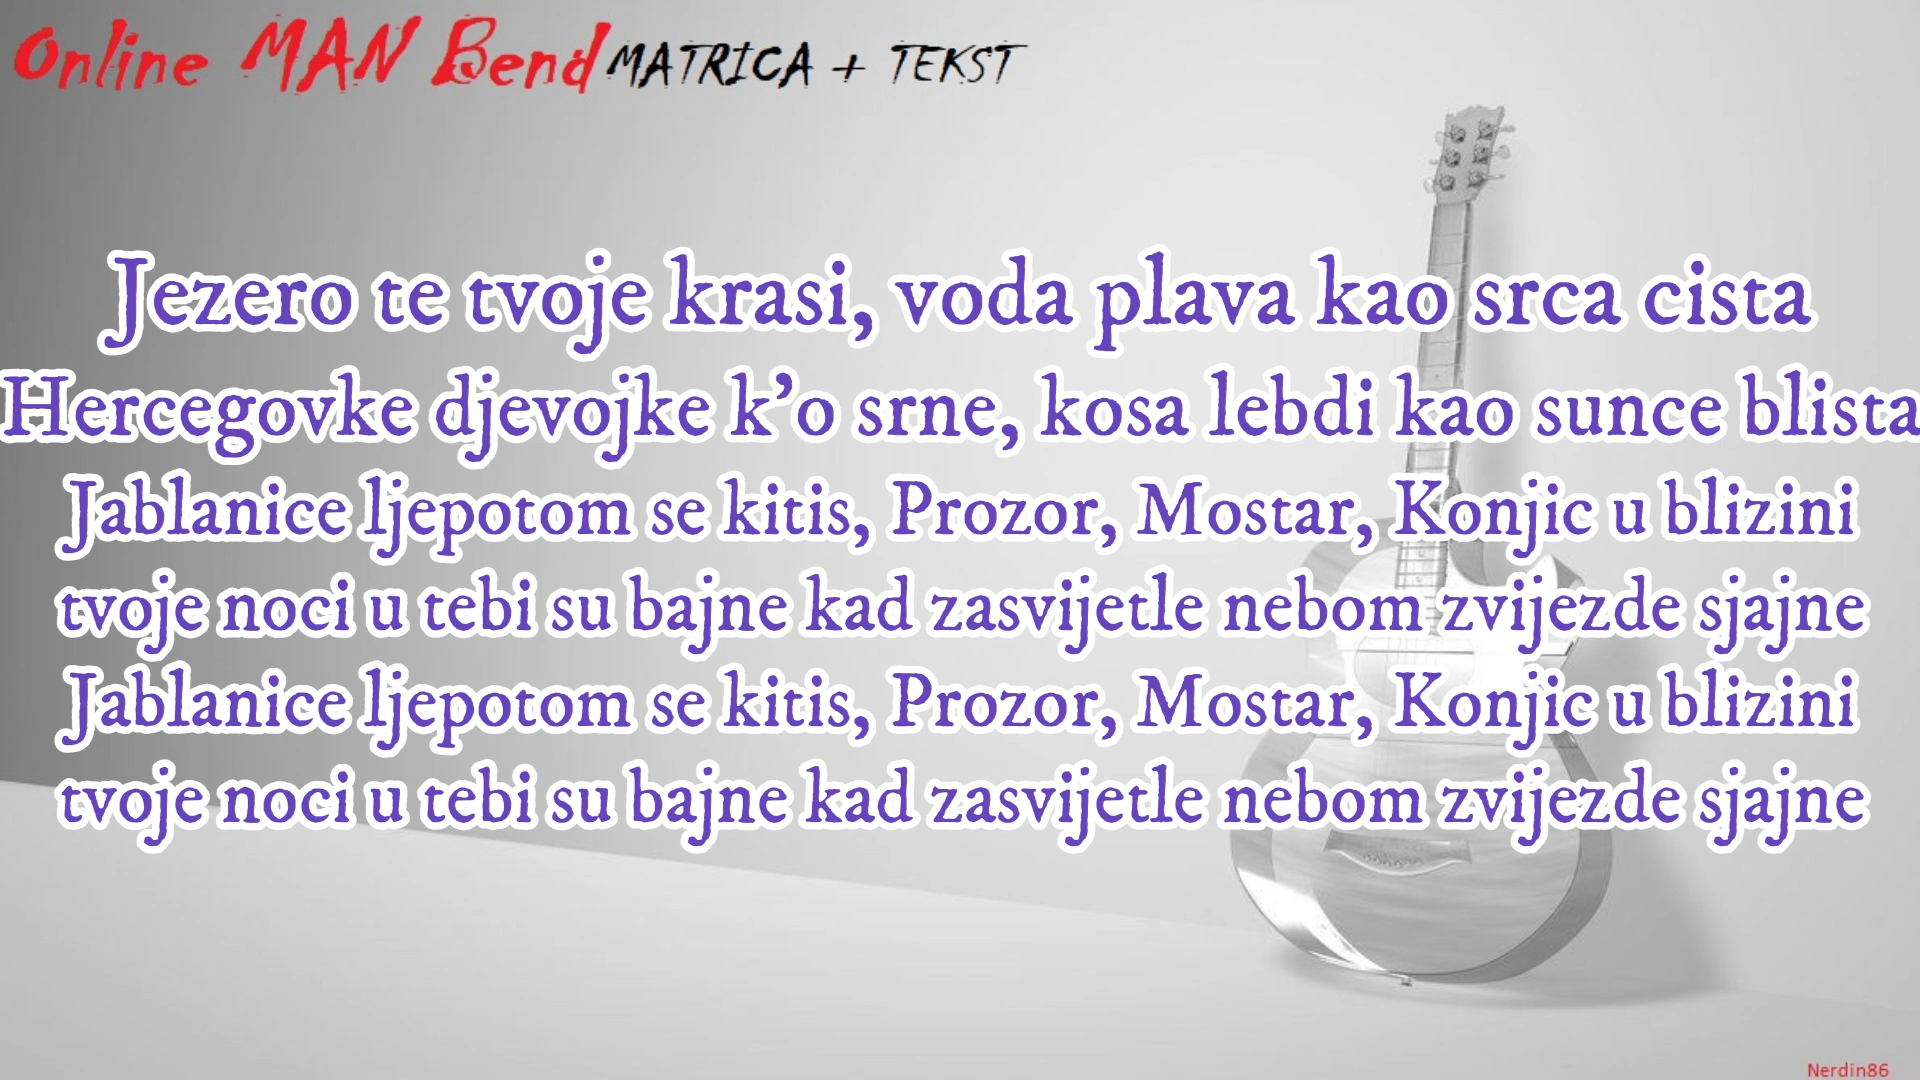 Online MAN Bend MATRICA + TEKST
Jezero te tvoje krasi, voda plava kao srca cista
Hercegovke djevojke k'o srne, kosa lebdi kao sunce blista
Jablanice ljepotom se kitis, Prozor, Mostar, Konjic u blizini
tvoje noci u tebi su bajne kad zasvijetle nebom zvijezde sjajne
Jablanice ljepotom se kitis, Prozor, Mostar, Konjic u blizini
tvoje noci u tebi su bajne kad zasvijetle nebom zvijezde sjajne
Nerdin86